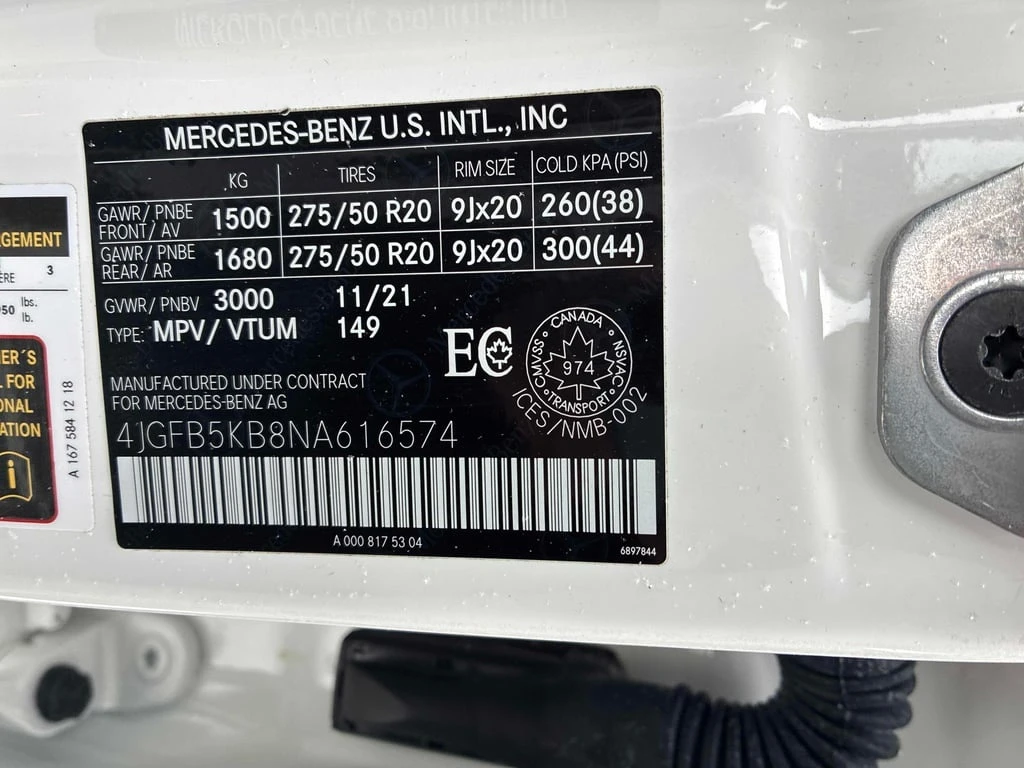 MERCEDES-BENZ U.S. INTL., INC
KG TIRES RIM SIZE COLD KPA (PSI)
GAWR/ PNBE FRONT/ AV 1500 275/50 R20 9Jx20 260(38)
GAWR/ PNBE REAR/ AR 1680 275/50 R20 9Jx20 300(44)
GVWR/ PNBV 3000 11/21
TYPE: MPV/ VTUM 149
EC
CANADA
CMVSS 974 NSVAC
TRANSPORT
ICES/NMB-002
MANUFACTURED UNDER CONTRACT
FOR MERCEDES-BENZ AG
4JGFB5KB8NA616574
A 000 817 53 04
6897844
GEMENT
3
ERE
950 lbs.
lb.
ER'S
FOR
ONAL
ATION
i
A 167 584 12 18